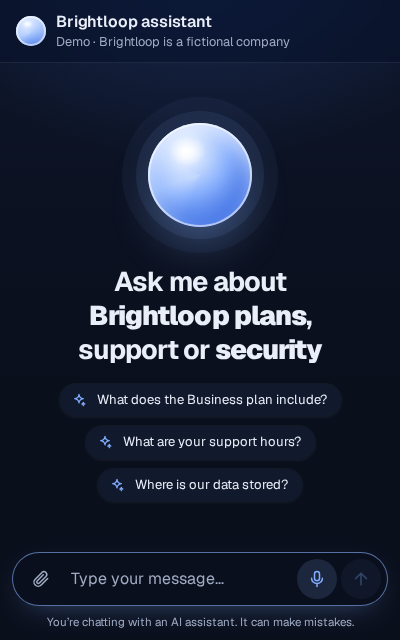 Brightloop assistant
Demo · Brightloop is a fictional company
Ask me about
Brightloop plans,
support or security
What does the Business plan include?
What are your support hours?
Where is our data stored?
Type your message...
You're chatting with an AI assistant. It can make mistakes.